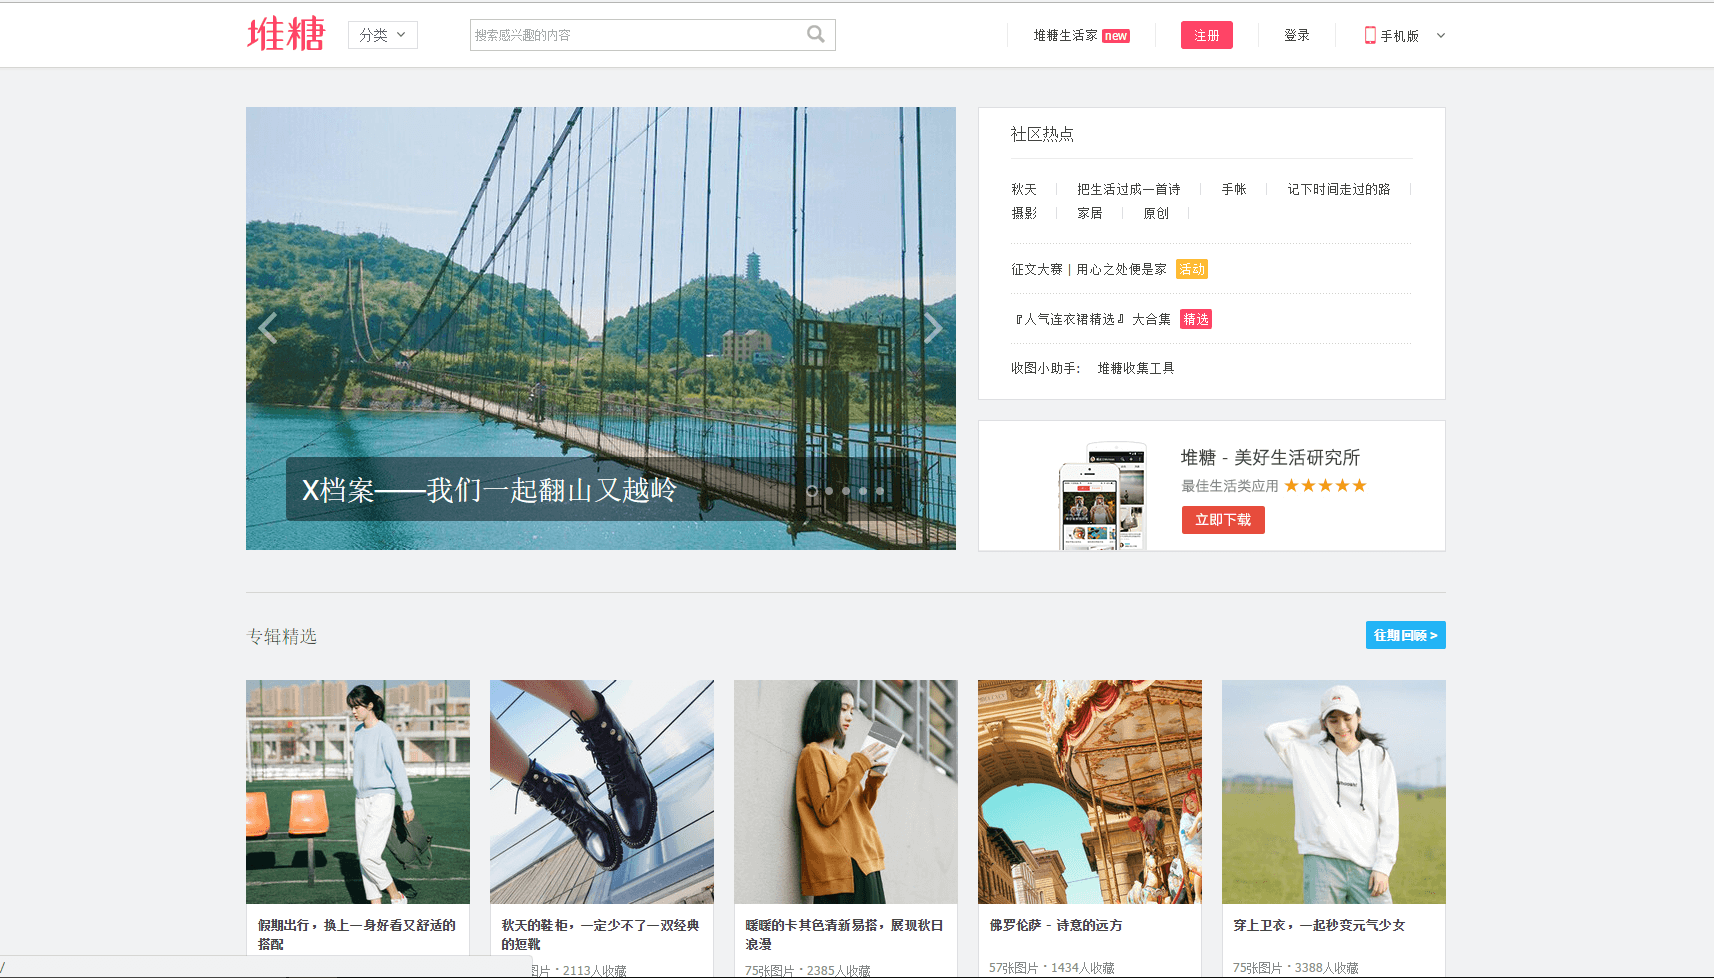 堆糖
分类
搜索感兴趣的内容
堆糖生活家 new
注册
登录
手机版
X档案——我们一起翻山又越岭
社区热点
秋天 把生活过成一首诗 手帐 记下时间走过的路
摄影 家居 原创
征文大赛 | 用心之处便是家 活动
『人气连衣裙精选』 大合集 精选
收图小助手: 堆糖收集工具
堆糖 - 美好生活研究所
最佳生活类应用 ★★★★★
立即下载
专辑精选
往期回顾 >
假期出行，换上一身好看又舒适的
搭配
秋天的鞋柜，一定少不了一双经典
的短靴
图片 · 2113人收藏
暖暖的卡其色清新易搭，展现秋日
浪漫
75张图片 · 2385人收藏
佛罗伦萨 - 诗意的远方
57张图片 · 1434人收藏
穿上卫衣，一起秒变元气少女
75张图片 · 3388人收藏
/